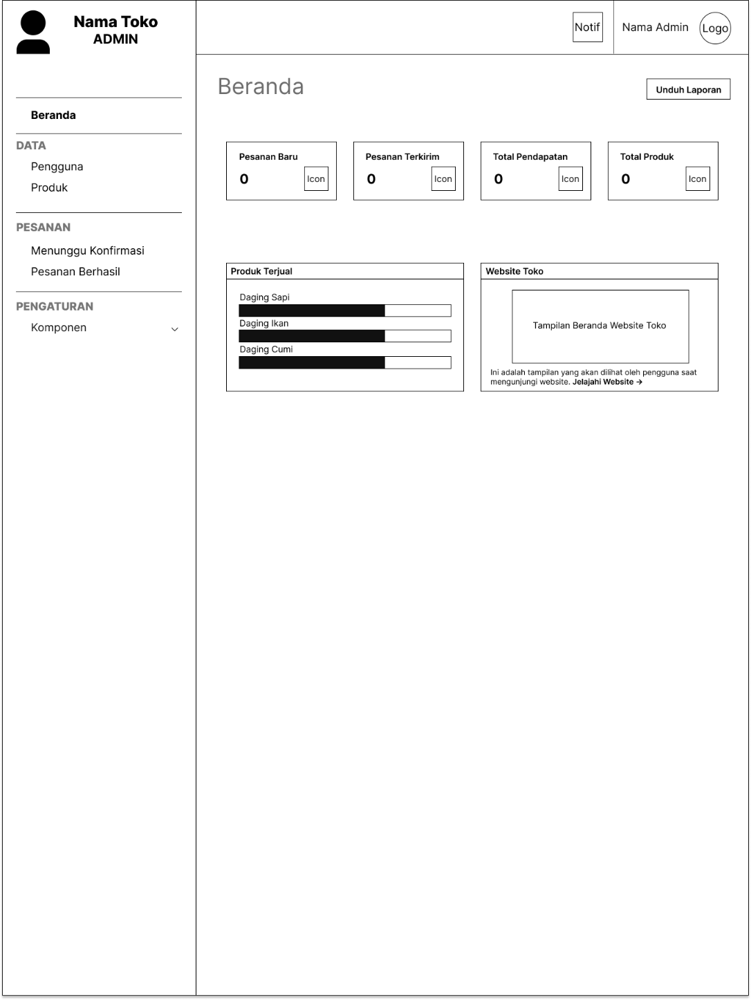 Nama Toko
ADMIN
Beranda
DATA
Pengguna
Produk
PESANAN
Menunggu Konfirmasi
Pesanan Berhasil
PENGATURAN
Komponen
Notif
Nama Admin
Logo
Beranda
Unduh Laporan
Pesanan Baru
0
Icon
Pesanan Terkirim
0
Icon
Total Pendapatan
0
Icon
Total Produk
0
Icon
Produk Terjual
Daging Sapi
Daging Ikan
Daging Cumi
Website Toko
Tampilan Beranda Website Toko
Ini adalah tampilan yang akan dilihat oleh pengguna saat
mengunjungi website. Jelajahi Website →